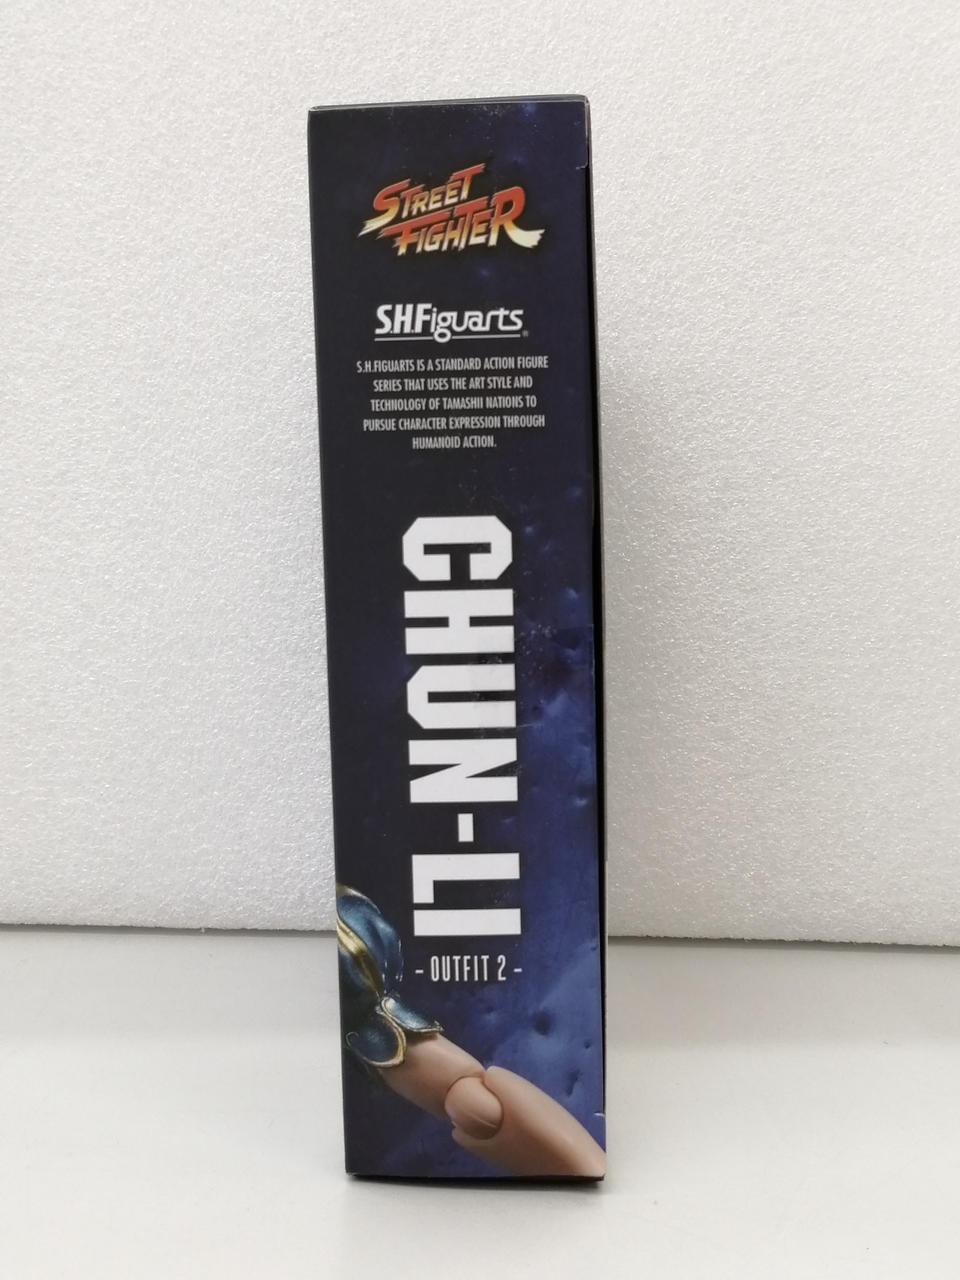 STREET
FIGHTER
S.H.Figuarts®
S.H.FIGUARTS IS A STANDARD ACTION FIGURE
SERIES THAT USES THE ART STYLE AND
TECHNOLOGY OF TAMASHII NATIONS TO
PURSUE CHARACTER EXPRESSION THROUGH
HUMANOID ACTION.
CHUN-LI
- OUTFIT 2 -